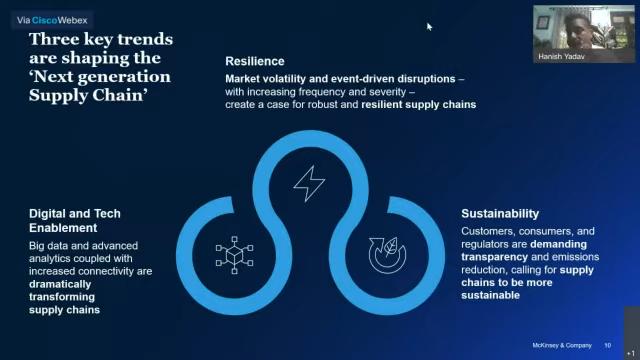 Via Cisco Webex
Three key trends
are shaping the
‘Next generation
Supply Chain’
Resilience
Market volatility and event-driven disruptions –
with increasing frequency and severity –
create a case for robust and resilient supply chains
Hanish Yadav
Digital and Tech
Enablement
Big data and advanced
analytics coupled with
increased connectivity are
dramatically
transforming
supply chains
Sustainability
Customers, consumers, and
regulators are demanding
transparency and emissions
reduction, calling for supply
chains to be more
sustainable
McKinsey & Company 10
+1